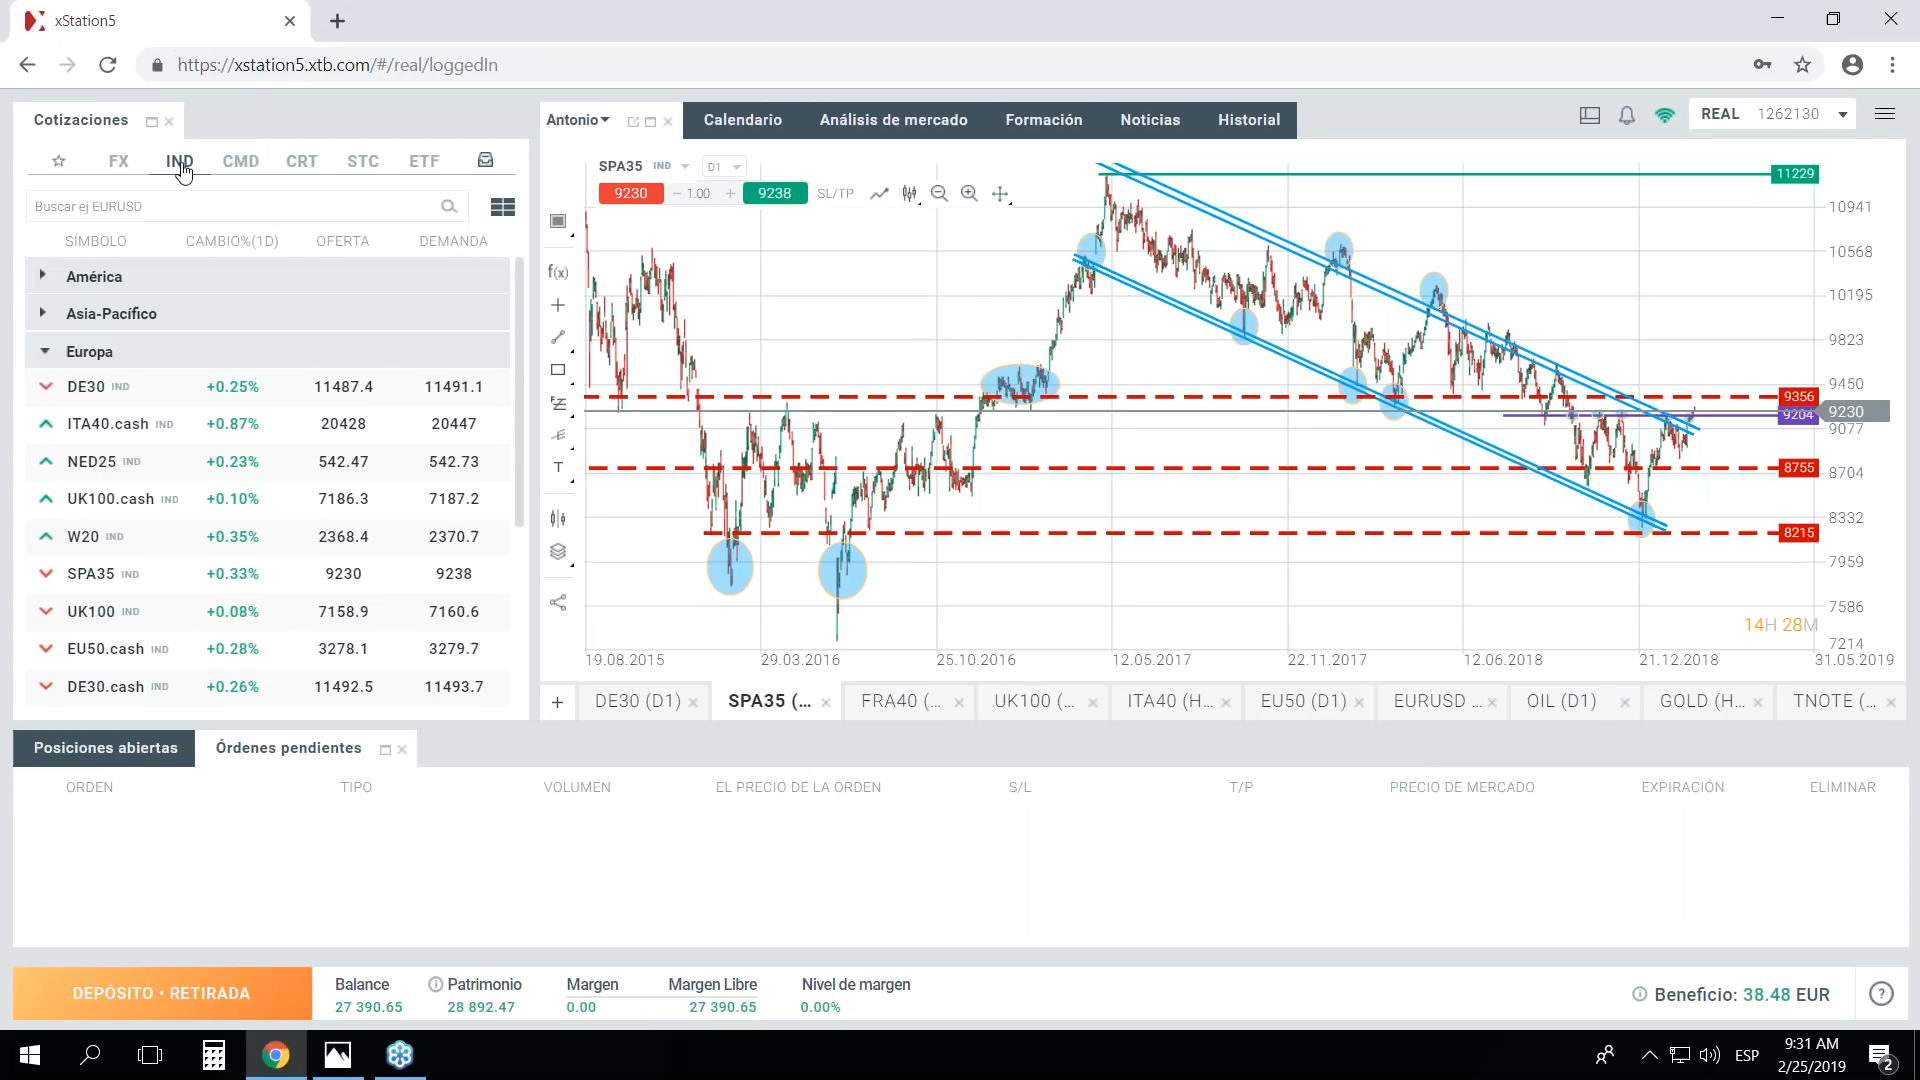 xStation5
https://xstation5.xtb.com/#/real/loggedIn
Cotizaciones
Antonio
Calendario
Análisis de mercado
Formación
Noticias
Historial
REAL 1262130
FX IND CMD CRT STC ETF
Buscar ej EURUSD
SÍMBOLO CAMBIO%(1D) OFERTA DEMANDA
América
Asia-Pacífico
Europa
DE30 IND +0.25% 11487.4 11491.1
ITA40.cash IND +0.87% 20428 20447
NED25 IND +0.23% 542.47 542.73
UK100.cash IND +0.10% 7186.3 7187.2
W20 IND +0.35% 2368.4 2370.7
SPA35 IND +0.33% 9230 9238
UK100 IND +0.08% 7158.9 7160.6
EU50.cash IND +0.28% 3278.1 3279.7
DE30.cash IND +0.26% 11492.5 11493.7
SPA35 IND D1
9230 − 1.00 + 9238 SL/TP
f(x)
T
11229
10941
10568
10195
9823
9450
9356
9230
9204
9077
8755
8704
8332
8215
7959
7586
14H 28M
7214
19.08.2015 29.03.2016 25.10.2016 12.05.2017 22.11.2017 12.06.2018 21.12.2018 31.05.2019
+ DE30 (D1) SPA35 (... FRA40 (... UK100 (... ITA40 (H... EU50 (D1) EURUSD ... OIL (D1) GOLD (H... TNOTE (...
Posiciones abiertas
Órdenes pendientes
ORDEN TIPO VOLUMEN EL PRECIO DE LA ORDEN S/L T/P PRECIO DE MERCADO EXPIRACIÓN ELIMINAR
DEPÓSITO • RETIRADA
Balance Patrimonio Margen Margen Libre Nivel de margen
27 390.65 28 892.47 0.00 27 390.65 0.00%
Beneficio: 38.48 EUR
ESP
9:31 AM
2/25/2019
2